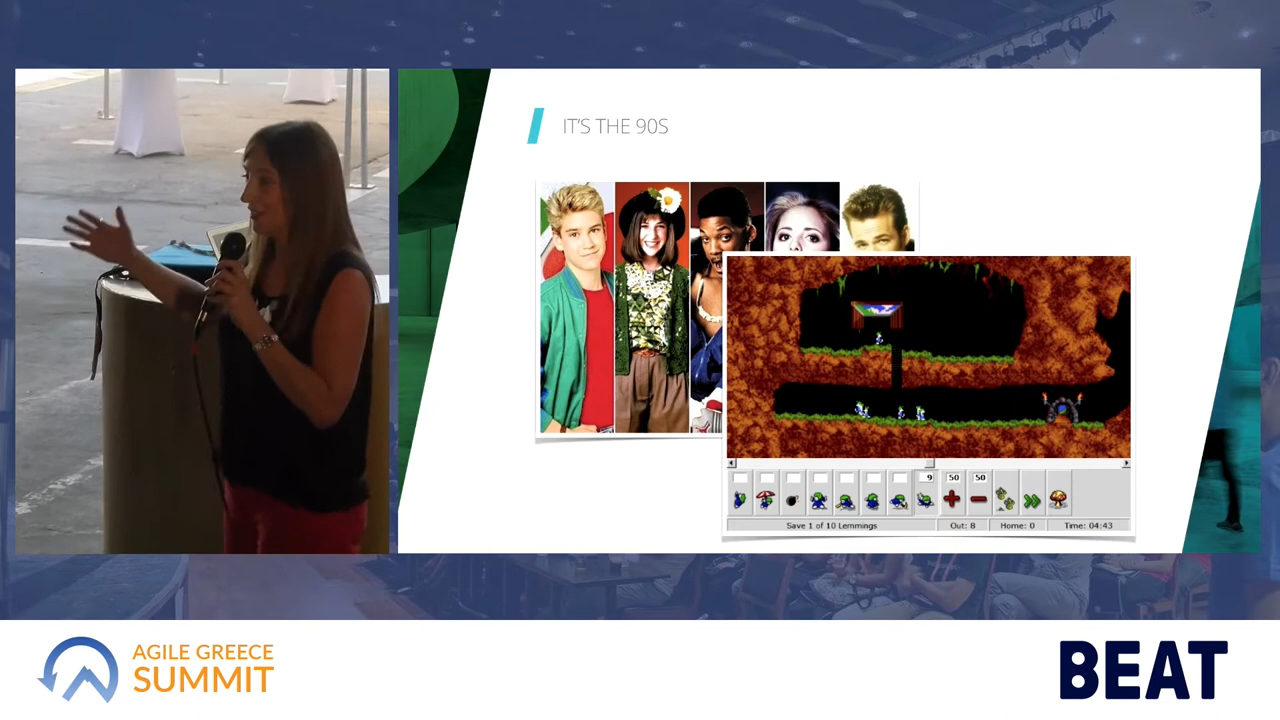 IT'S THE 90S
9
50
50
Save 1 of 10 Lemmings
Out: 8
Home: 0
Time: 04:43
AGILE GREECE
SUMMIT
BEAT